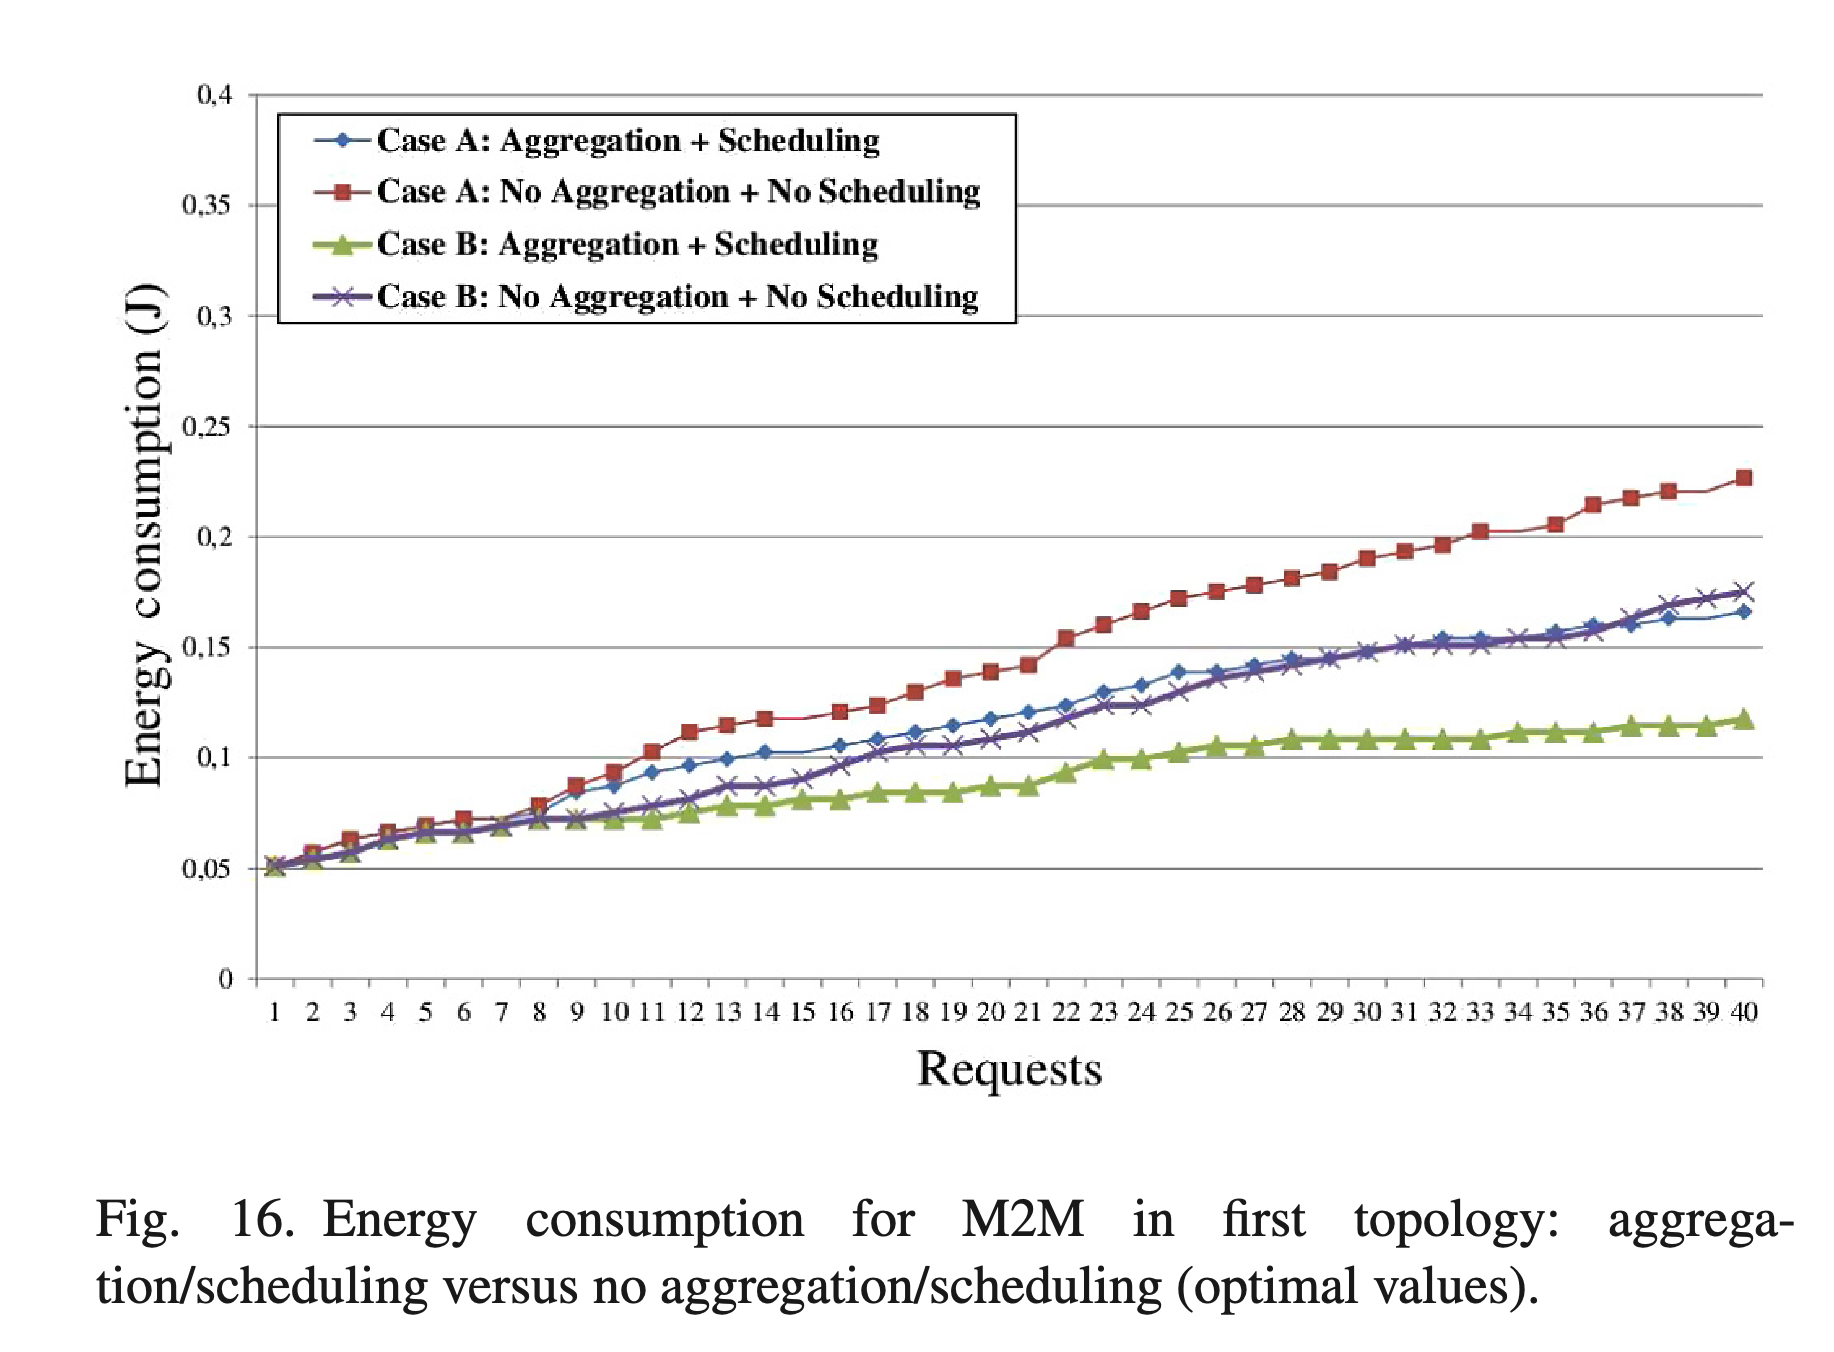 0,4
0,35
0,3
0,25
0,2
0,15
0,1
0,05
0
Energy consumption (J)
Case A: Aggregation + Scheduling
Case A: No Aggregation + No Scheduling
Case B: Aggregation + Scheduling
Case B: No Aggregation + No Scheduling
1 2 3 4 5 6 7 8 9 10 11 12 13 14 15 16 17 18 19 20 21 22 23 24 25 26 27 28 29 30 31 32 33 34 35 36 37 38 39 40
Requests
Fig. 16. Energy consumption for M2M in first topology: aggrega-
tion/scheduling versus no aggregation/scheduling (optimal values).